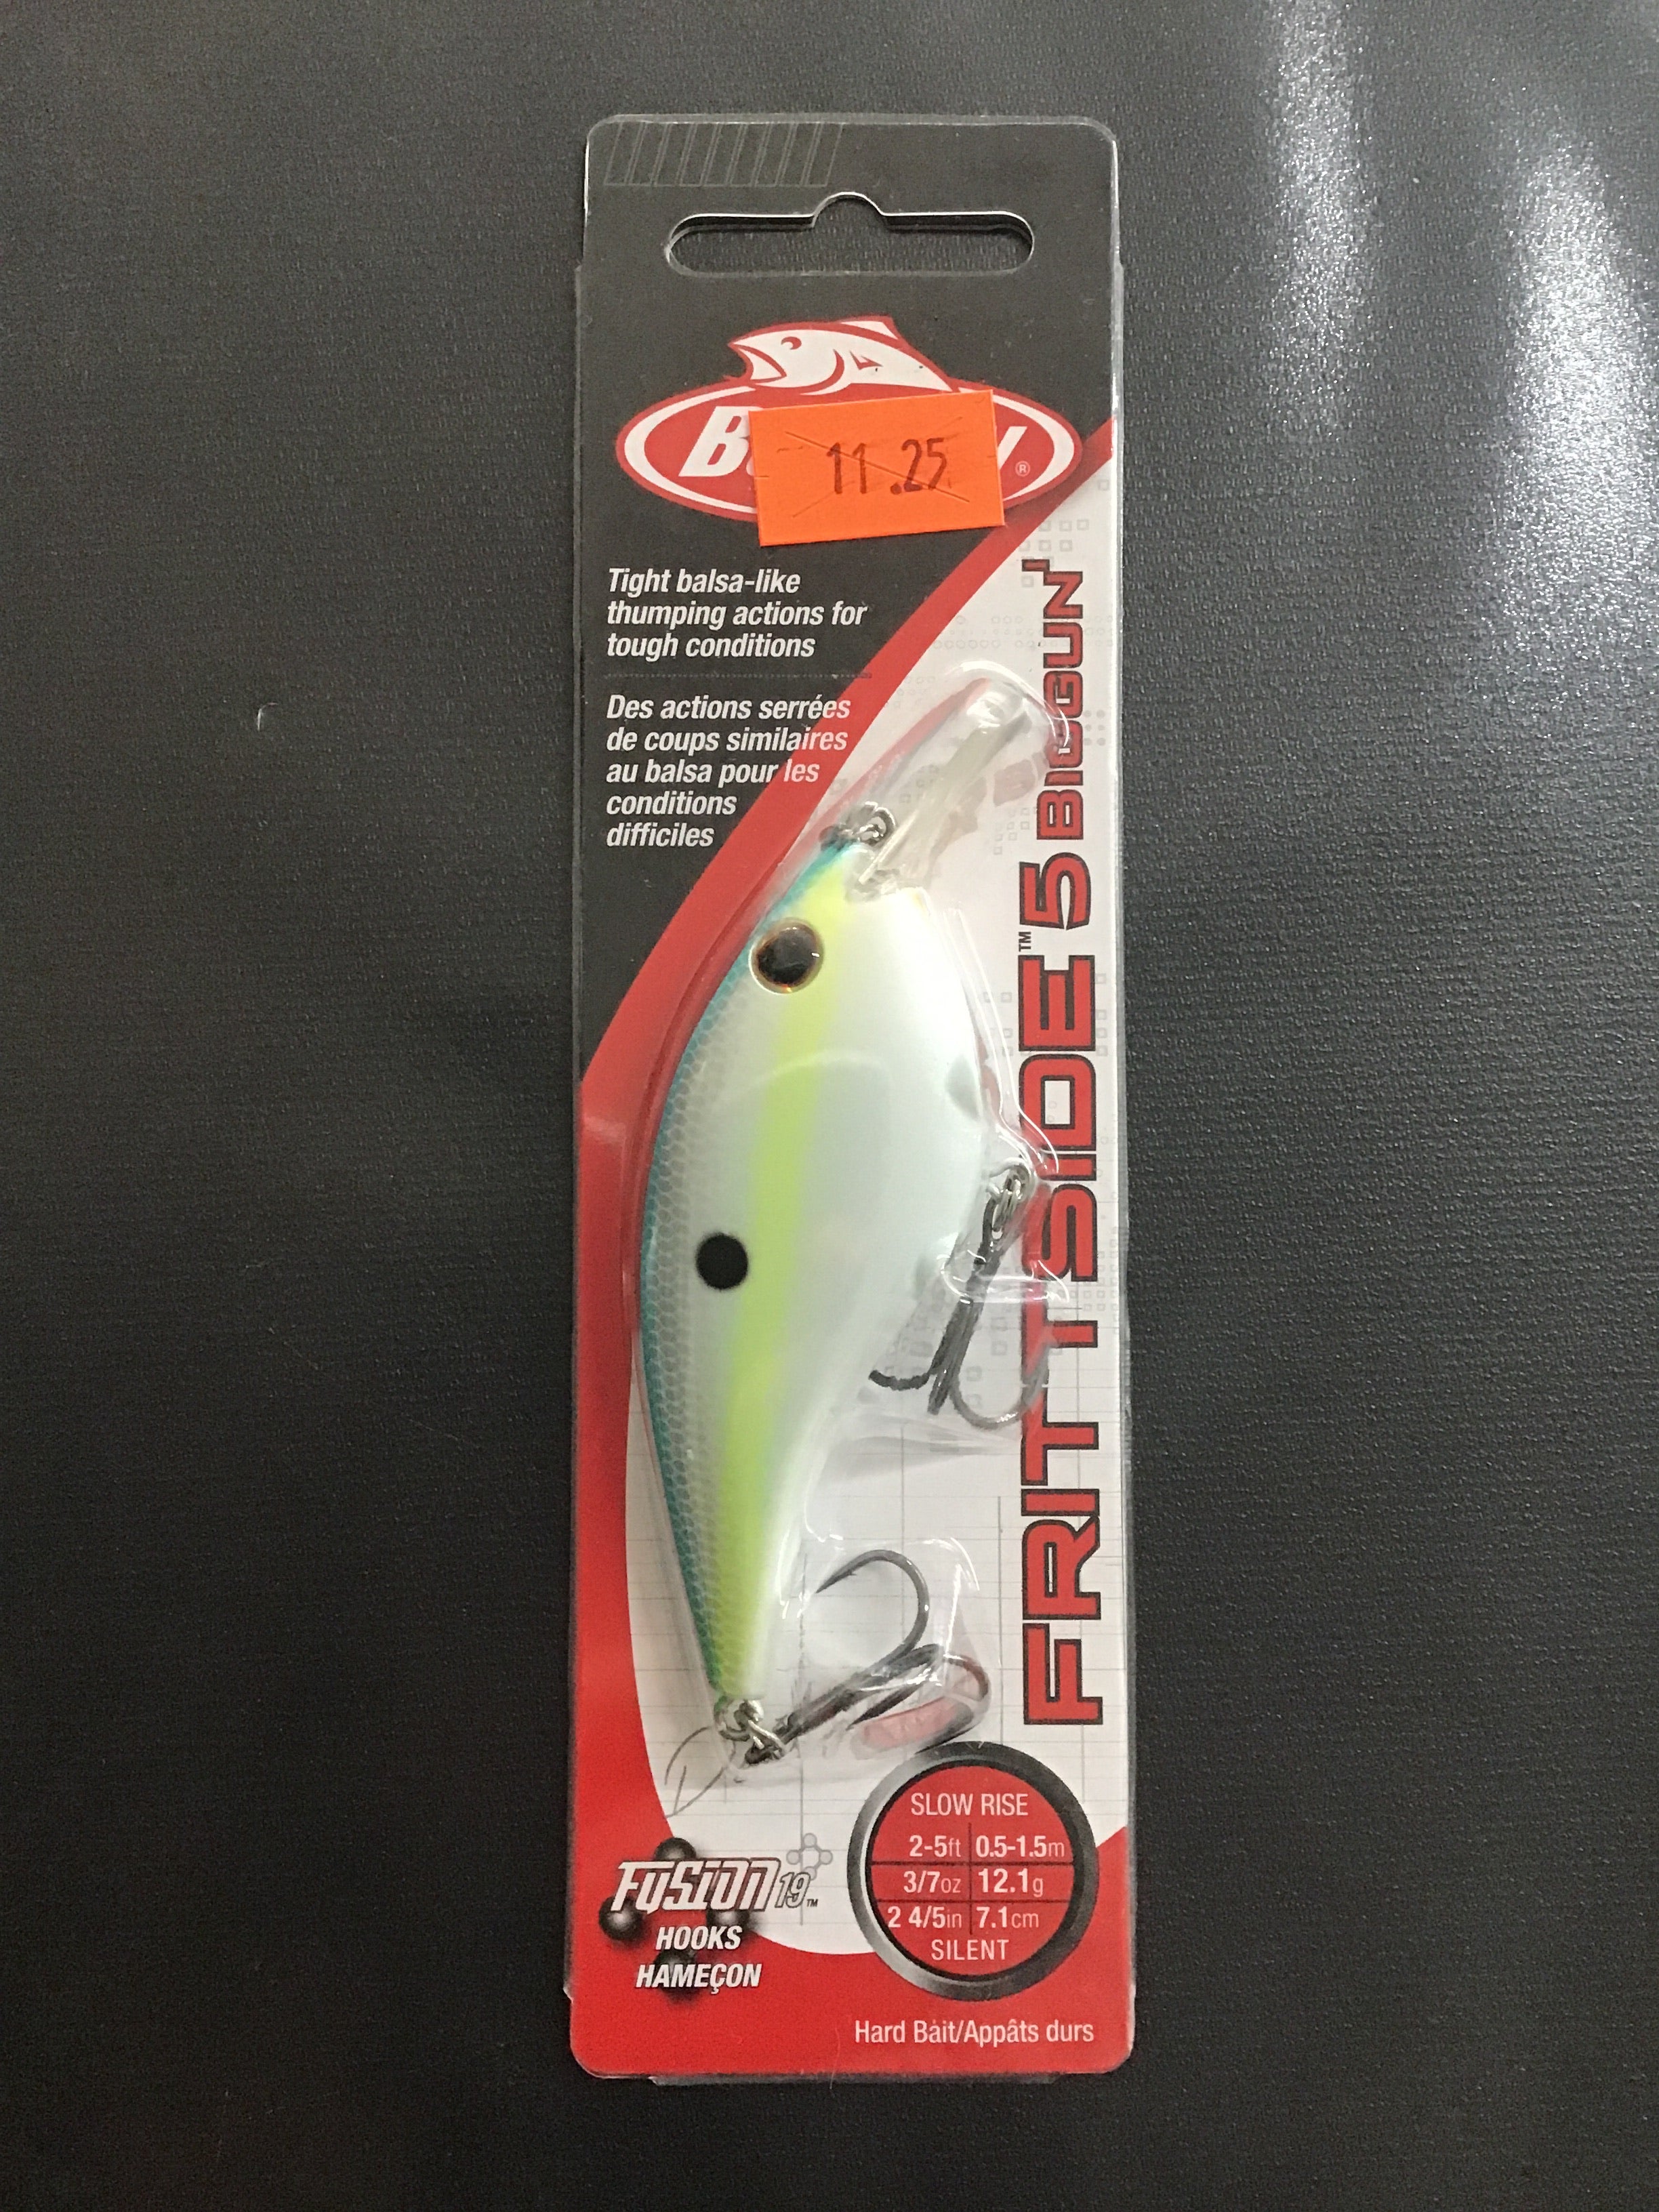 11.25
®
Tight balsa-like
thumping actions for
tough conditions
Des actions serrées
de coups similaires
au balsa pour les
conditions
difficiles
FRITTSIDE™ 5 BIGGUN'
FUSION19™
HOOKS
HAMEÇON
SLOW RISE
2-5ft 0.5-1.5m
3/7oz 12.1g
2 4/5in 7.1cm
SILENT
Hard Bait/Appâts durs